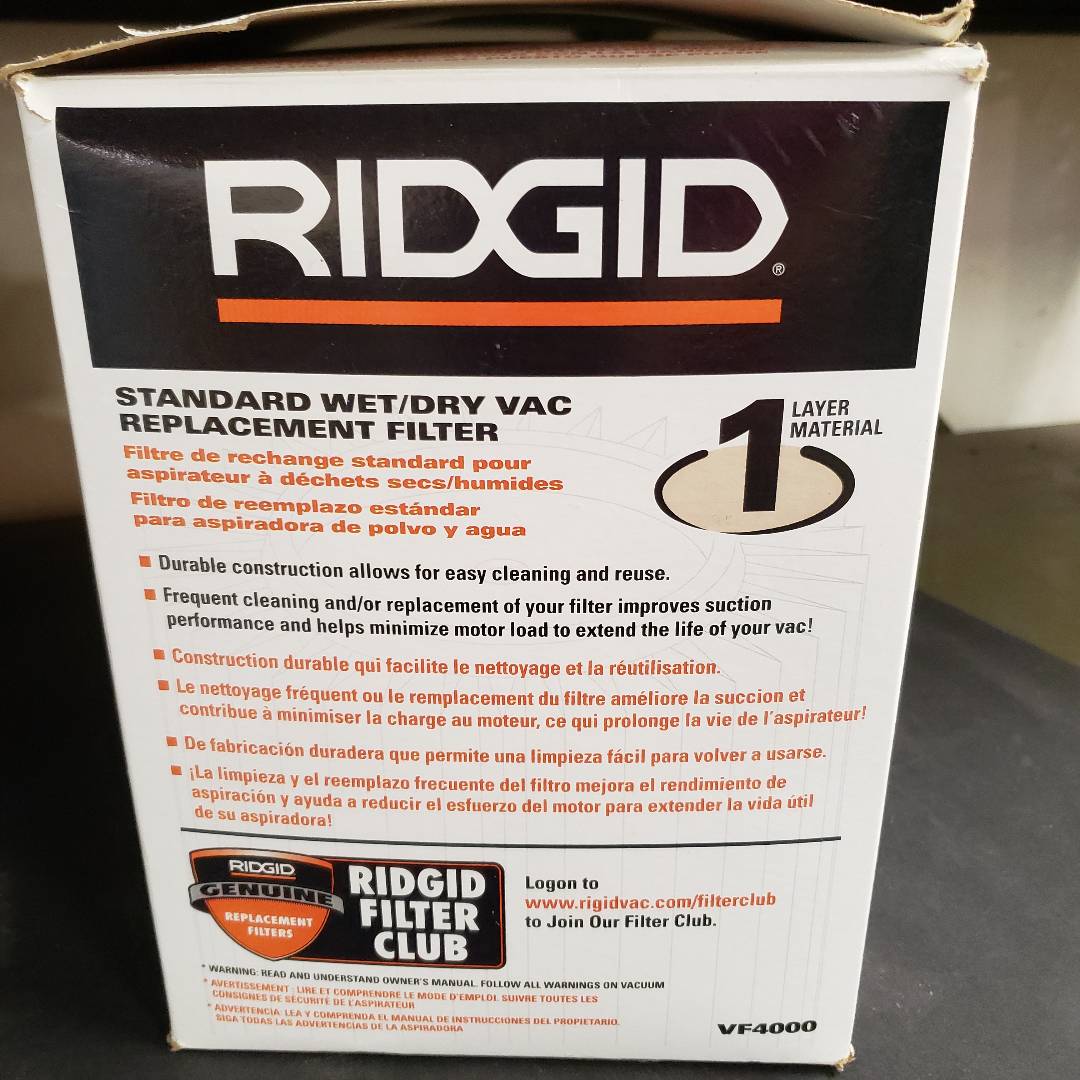 RIDGID®
STANDARD WET/DRY VAC
REPLACEMENT FILTER
Filtre de rechange standard pour
aspirateur à déchets secs/humides
Filtro de reemplazo estándar
para aspiradora de polvo y agua
1 LAYER
MATERIAL
Durable construction allows for easy cleaning and reuse.
Frequent cleaning and/or replacement of your filter improves suction
performance and helps minimize motor load to extend the life of your vac!
Construction durable qui facilite le nettoyage et la réutilisation.
Le nettoyage fréquent ou le remplacement du filtre améliore la succion et
contribue à minimiser la charge au moteur, ce qui prolonge la vie de l'aspirateur!
De fabricación duradera que permite una limpieza fácil para volver a usarse.
¡La limpieza y el reemplazo frecuente del filtro mejora el rendimiento de
aspiración y ayuda a reducir el esfuerzo del motor para extender la vida útil
de su aspiradora!
RIDGID
GENUINE
REPLACEMENT
FILTERS
RIDGID
FILTER
CLUB
Logon to
www.rigidvac.com/filterclub
to Join Our Filter Club.
* WARNING: READ AND UNDERSTAND OWNER'S MANUAL. FOLLOW ALL WARNINGS ON VACUUM
* AVERTISSEMENT : LIRE ET COMPRENDRE LE MODE D'EMPLOI. SUIVRE TOUTES LES
CONSIGNES DE SÉCURITÉ DE L'ASPIRATEUR
* ADVERTENCIA: LEA Y COMPRENDA EL MANUAL DE INSTRUCCIONES DEL PROPIETARIO.
SIGA TODAS LAS ADVERTENCIAS DE LA ASPIRADORA
VF4000